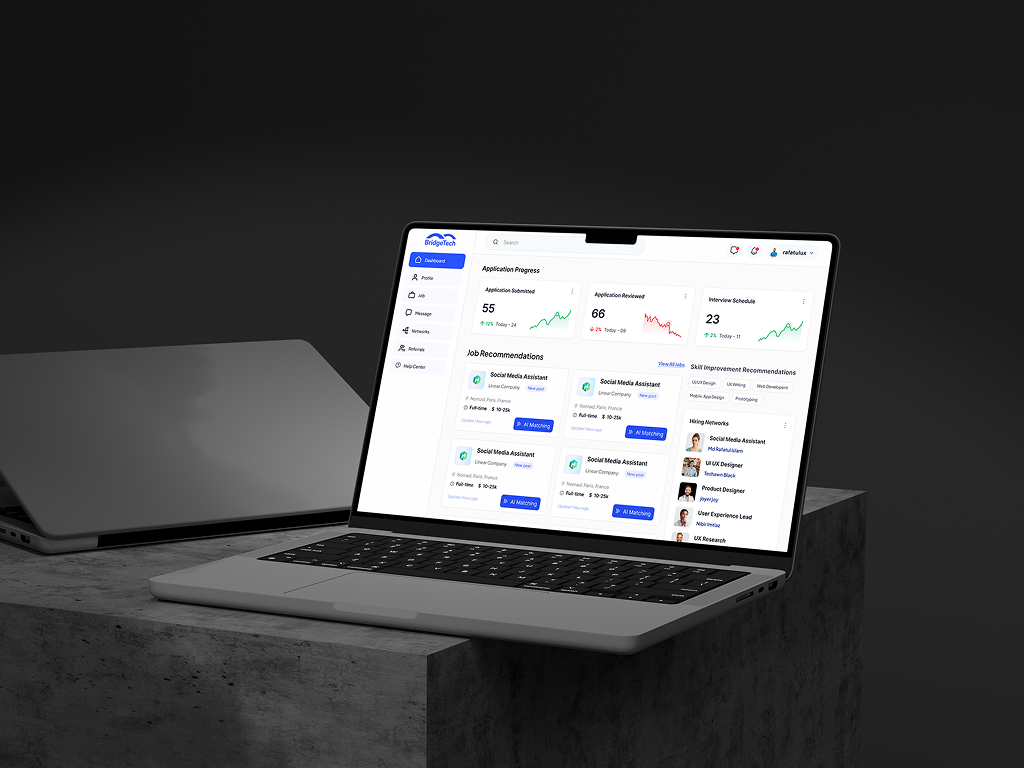 BridgeTech
Search
rafatulux
Dashboard
Profile
Job
Message
Networks
Referrals
Help Center
Application Progress
Application Submitted
55
12% Today - 24
Application Reviewed
66
2% Today - 09
Interview Schedule
23
2% Today - 11
Job Recommendations
View All Jobs
Social Media Assistant
Linear Company New post
Nomad, Paris, France
Full-time $ 10-25k
Update 1 hour ago
AI Matching
Social Media Assistant
Linear Company New post
Nomad, Paris, France
Full-time $ 10-25k
Update 1 hour ago
AI Matching
Social Media Assistant
Linear Company New post
Nomad, Paris, France
Full-time $ 10-25k
Update 1 hour ago
AI Matching
Social Media Assistant
Linear Company New post
Nomad, Paris, France
Full-time $ 10-25k
Update 1 hour ago
AI Matching
Skill Improvement Recommendations
UI/UX Design UX Writing Web Development
Mobile App Design Prototyping
Hiring Networks
Social Media Assistant
Md Rafatul Islam
UI UX Designer
Teshawn Black
Product Designer
joyerjoy
User Experience Lead
Nibir Imtiaz
UX Research